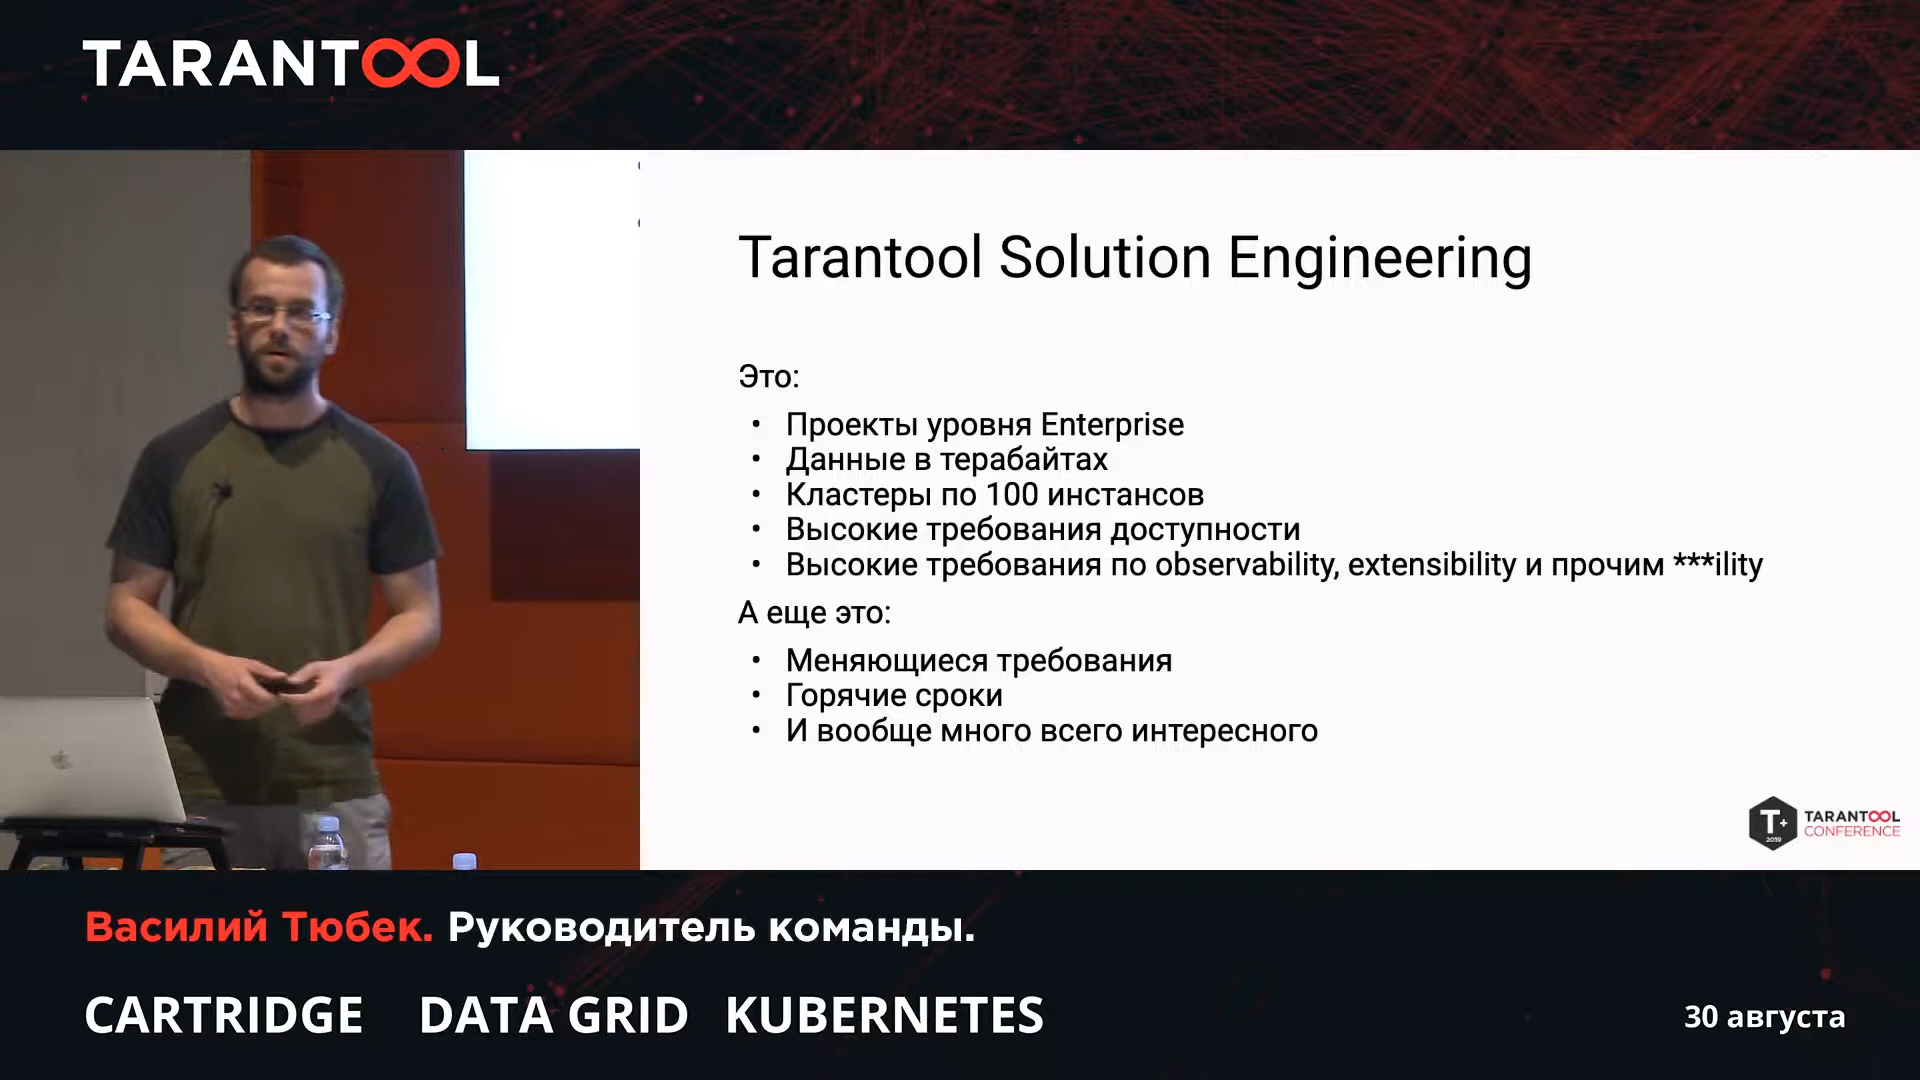 TARANTOOL
Tarantool Solution Engineering
Это:
• Проекты уровня Enterprise
• Данные в терабайтах
• Кластеры по 100 инстансов
• Высокие требования доступности
• Высокие требования по observability, extensibility и прочим ***ility
А еще это:
• Меняющиеся требования
• Горячие сроки
• И вообще много всего интересного
T+
2019
TARANTOOL
CONFERENCE
Василий Тюбек. Руководитель команды.
CARTRIDGE DATA GRID KUBERNETES
30 августа